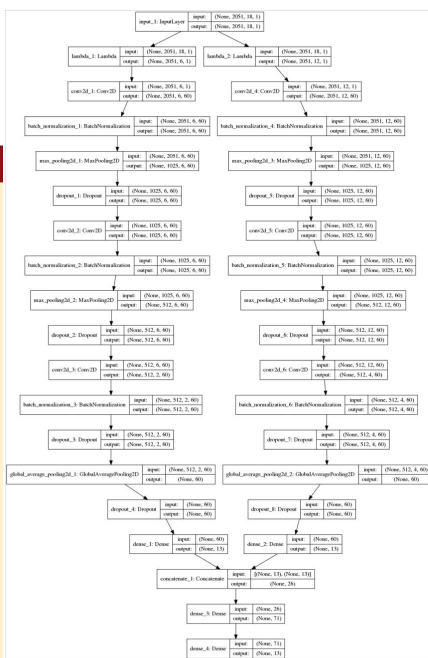 input_1: InputLayer input: (None, 2051, 18, 1)
output: (None, 2051, 18, 1)
lambda_1: Lambda input: (None, 2051, 18, 1)
output: (None, 2051, 6, 1)
lambda_2: Lambda input: (None, 2051, 18, 1)
output: (None, 2051, 12, 1)
conv2d_1: Conv2D input: (None, 2051, 6, 1)
output: (None, 2051, 6, 60)
conv2d_4: Conv2D input: (None, 2051, 12, 1)
output: (None, 2051, 12, 60)
batch_normalization_1: BatchNormalization input: (None, 2051, 6, 60)
output: (None, 2051, 6, 60)
batch_normalization_4: BatchNormalization input: (None, 2051, 12, 60)
output: (None, 2051, 12, 60)
max_pooling2d_1: MaxPooling2D input: (None, 2051, 6, 60)
output: (None, 1025, 6, 60)
max_pooling2d_3: MaxPooling2D input: (None, 2051, 12, 60)
output: (None, 1025, 12, 60)
dropout_1: Dropout input: (None, 1025, 6, 60)
output: (None, 1025, 6, 60)
dropout_5: Dropout input: (None, 1025, 12, 60)
output: (None, 1025, 12, 60)
conv2d_2: Conv2D input: (None, 1025, 6, 60)
output: (None, 1025, 6, 60)
conv2d_5: Conv2D input: (None, 1025, 12, 60)
output: (None, 1025, 12, 60)
batch_normalization_2: BatchNormalization input: (None, 1025, 6, 60)
output: (None, 1025, 6, 60)
batch_normalization_5: BatchNormalization input: (None, 1025, 12, 60)
output: (None, 1025, 12, 60)
max_pooling2d_2: MaxPooling2D input: (None, 1025, 6, 60)
output: (None, 512, 6, 60)
max_pooling2d_4: MaxPooling2D input: (None, 1025, 12, 60)
output: (None, 512, 12, 60)
dropout_2: Dropout input: (None, 512, 6, 60)
output: (None, 512, 6, 60)
dropout_6: Dropout input: (None, 512, 12, 60)
output: (None, 512, 12, 60)
conv2d_3: Conv2D input: (None, 512, 6, 60)
output: (None, 512, 2, 60)
conv2d_6: Conv2D input: (None, 512, 12, 60)
output: (None, 512, 4, 60)
batch_normalization_3: BatchNormalization input: (None, 512, 2, 60)
output: (None, 512, 2, 60)
batch_normalization_6: BatchNormalization input: (None, 512, 4, 60)
output: (None, 512, 4, 60)
dropout_3: Dropout input: (None, 512, 2, 60)
output: (None, 512, 2, 60)
dropout_7: Dropout input: (None, 512, 4, 60)
output: (None, 512, 4, 60)
global_average_pooling2d_1: GlobalAveragePooling2D input: (None, 512, 2, 60)
output: (None, 60)
global_average_pooling2d_2: GlobalAveragePooling2D input: (None, 512, 4, 60)
output: (None, 60)
dropout_4: Dropout input: (None, 60)
output: (None, 60)
dropout_8: Dropout input: (None, 60)
output: (None, 60)
dense_1: Dense input: (None, 60)
output: (None, 13)
dense_2: Dense input: (None, 60)
output: (None, 13)
concatenate_1: Concatenate input: [(None, 13), (None, 13)]
output: (None, 26)
dense_3: Dense input: (None, 26)
output: (None, 71)
dense_4: Dense input: (None, 71)
output: (None, 13)